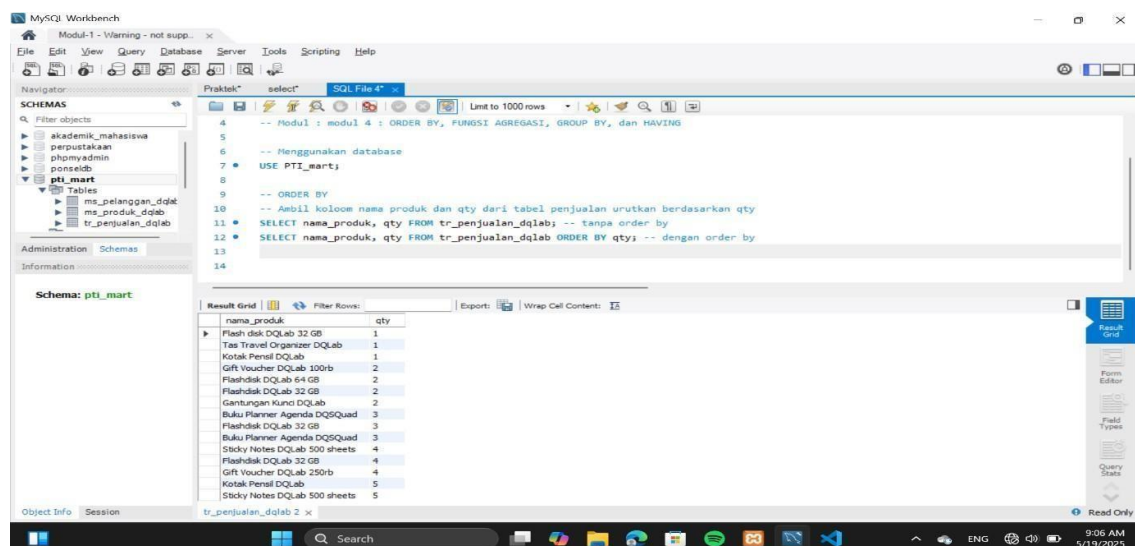 MySQL Workbench
Modul-1 - Warning - not supp..
File Edit View Query Database Server Tools Scripting Help
Navigator
SCHEMAS
Filter objects
akademik_mahasiswa
perpustakaan
phpmyadmin
ponseldb
pti_mart
Tables
ms_pelanggan_dqlab
ms_produk_dqlab
tr_penjualan_dqlab
Administration Schemas
Information
Schema: pti_mart
Object Info Session
Praktek* select* SQL File 4*
Limit to 1000 rows
4 -- Modul : modul 4 : ORDER BY, FUNGSI AGREGASI, GROUP BY, dan HAVING
5
6 -- Menggunakan database
7 USE PTI_mart;
8
9 -- ORDER BY
10 -- Ambil koloom nama produk dan qty dari tabel penjualan urutkan berdasarkan qty
11 SELECT nama_produk, qty FROM tr_penjualan_dqlab; -- tanpa order by
12 SELECT nama_produk, qty FROM tr_penjualan_dqlab ORDER BY qty; -- dengan order by
13
14
Result Grid Filter Rows: Export: Wrap Cell Content:
nama_produk qty
Flash disk DQLab 32 GB 1
Tas Travel Organizer DQLab 1
Kotak Pensil DQLab 1
Gift Voucher DQLab 100rb 2
Flashdisk DQLab 64 GB 2
Flashdisk DQLab 32 GB 2
Gantungan Kunci DQLab 2
Buku Planner Agenda DQSQuad 3
Flashdisk DQLab 32 GB 3
Buku Planner Agenda DQSQuad 3
Sticky Notes DQLab 500 sheets 4
Flashdisk DQLab 32 GB 4
Gift Voucher DQLab 250rb 4
Kotak Pensil DQLab 5
Sticky Notes DQLab 500 sheets 5
tr_penjualan_dqlab 2
Result
Grid
Form
Editor
Field
Types
Query
Stats
Read Only
Search
ENG
9:06 AM
5/19/2025